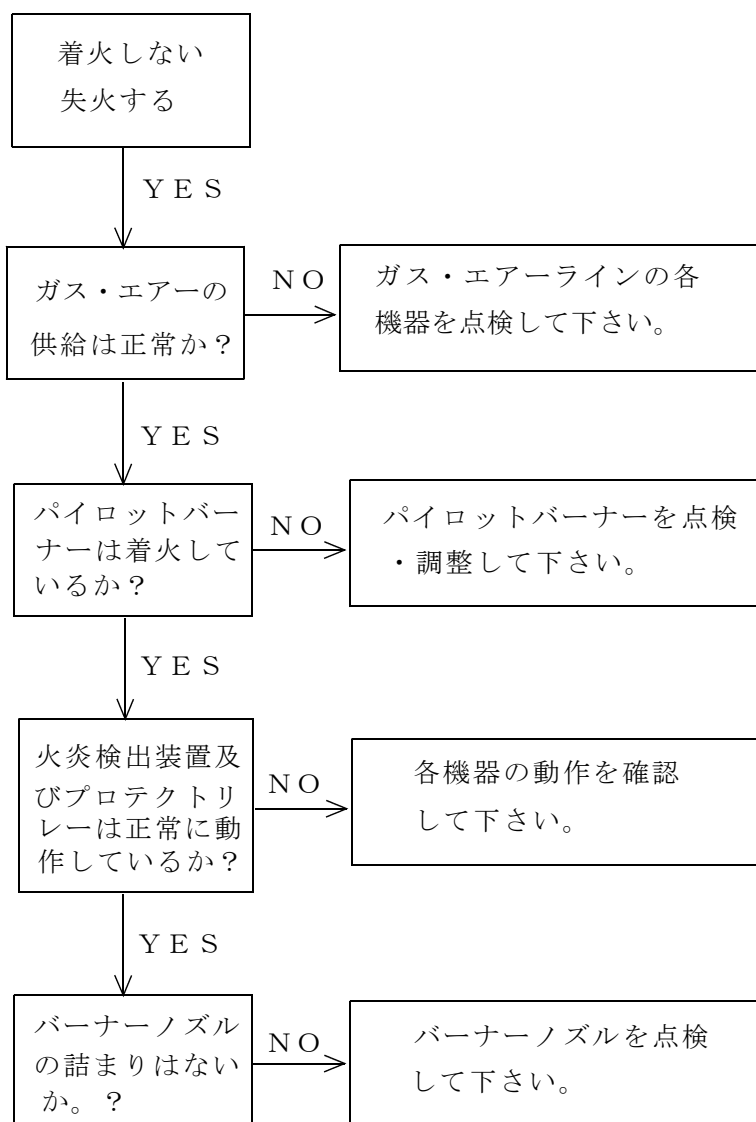 着火しない
失火する
ＹＥＳ
ガス・エアーの
供給は正常か？
ＮＯ
ガス・エアーラインの各
機器を点検して下さい。
ＹＥＳ
パイロットバー
ナーは着火して
いるか？
ＮＯ
パイロットバーナーを点検
・調整して下さい。
ＹＥＳ
火炎検出装置及
びプロテクトリ
レーは正常に動
作しているか？
ＮＯ
各機器の動作を確認
して下さい。
ＹＥＳ
バーナーノズル
の詰まりはない
か。？
ＮＯ
バーナーノズルを点検
して下さい。